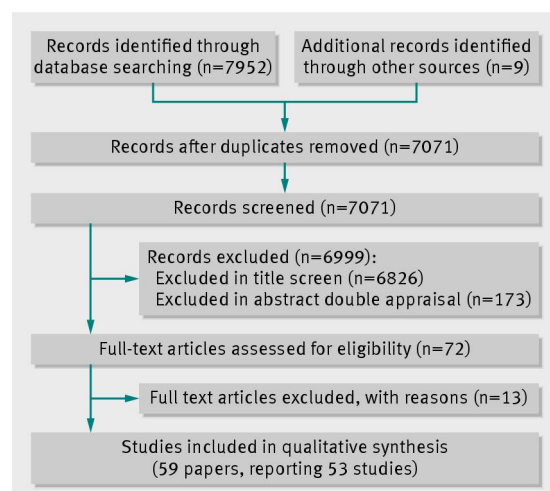 Records identified through
database searching (n=7952)
Additional records identified
through other sources (n=9)
Records after duplicates removed (n=7071)
Records screened (n=7071)
Records excluded (n=6999):
Excluded in title screen (n=6826)
Excluded in abstract double appraisal (n=173)
Full-text articles assessed for eligibility (n=72)
Full text articles excluded, with reasons (n=13)
Studies included in qualitative synthesis
(59 papers, reporting 53 studies)